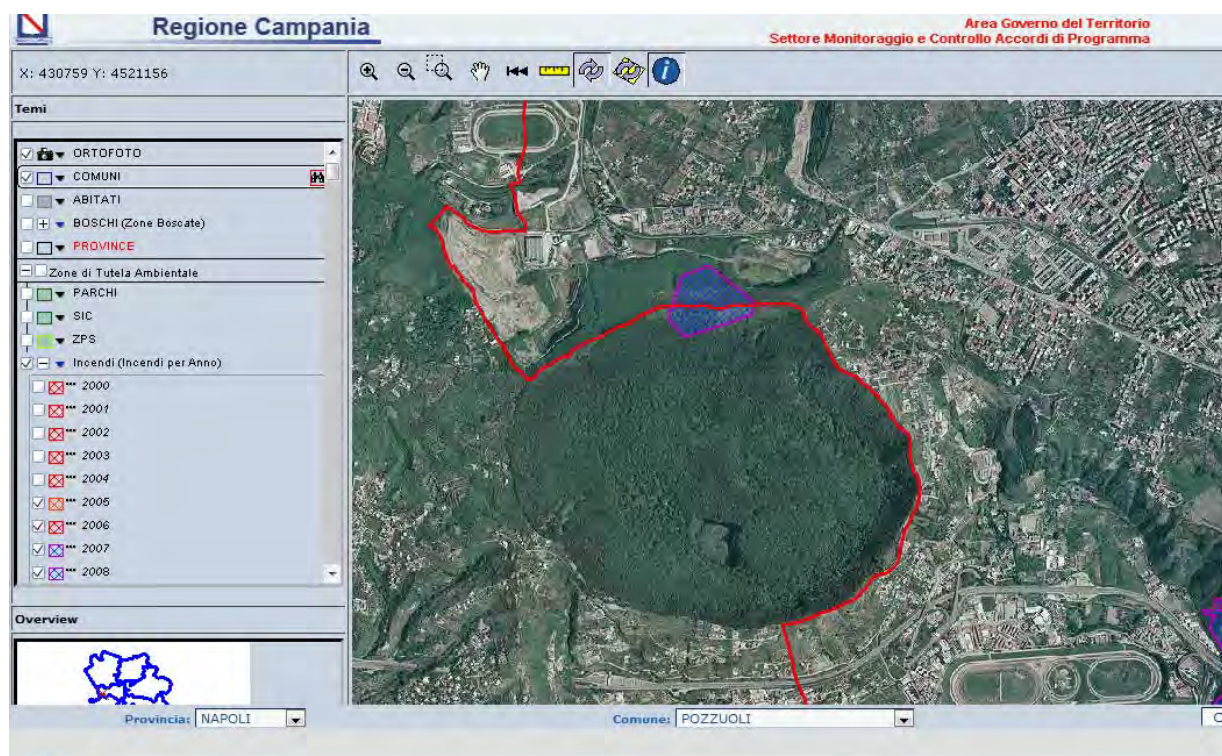 Regione Campania
Area Governo del Territorio
Settore Monitoraggio e Controllo Accordi di Programma
X: 430759 Y: 4521156
Temi
ORTOFOTO
COMUNI
ABITATI
BOSCHI (Zone Boscate)
PROVINCE
Zone di Tutela Ambientale
PARCHI
SIC
ZPS
Incendi (Incendi per Anno)
2000
2001
2002
2003
2004
2005
2006
2007
2008
Overview
Provincia: NAPOLI
Comune: POZZUOLI